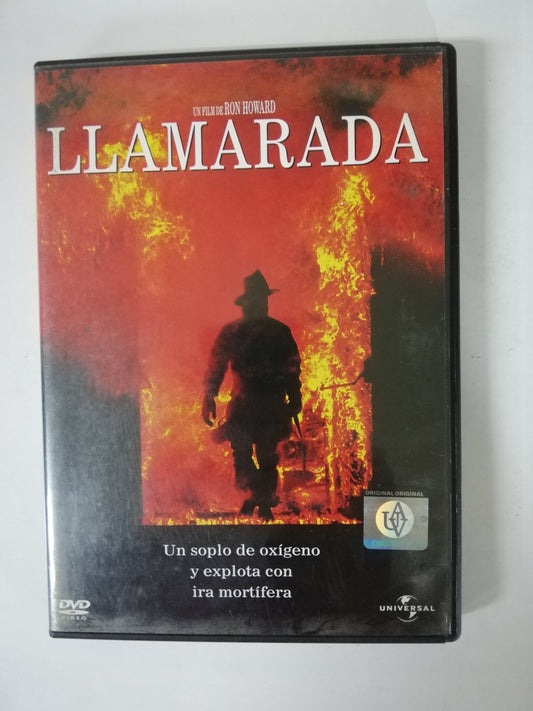 UN FILM DE RON HOWARD
LLAMARADA
ORIGINAL ORIGINAL
Un soplo de oxígeno
y explota con
ira mortífera
DVD
VIDEO
UNIVERSAL